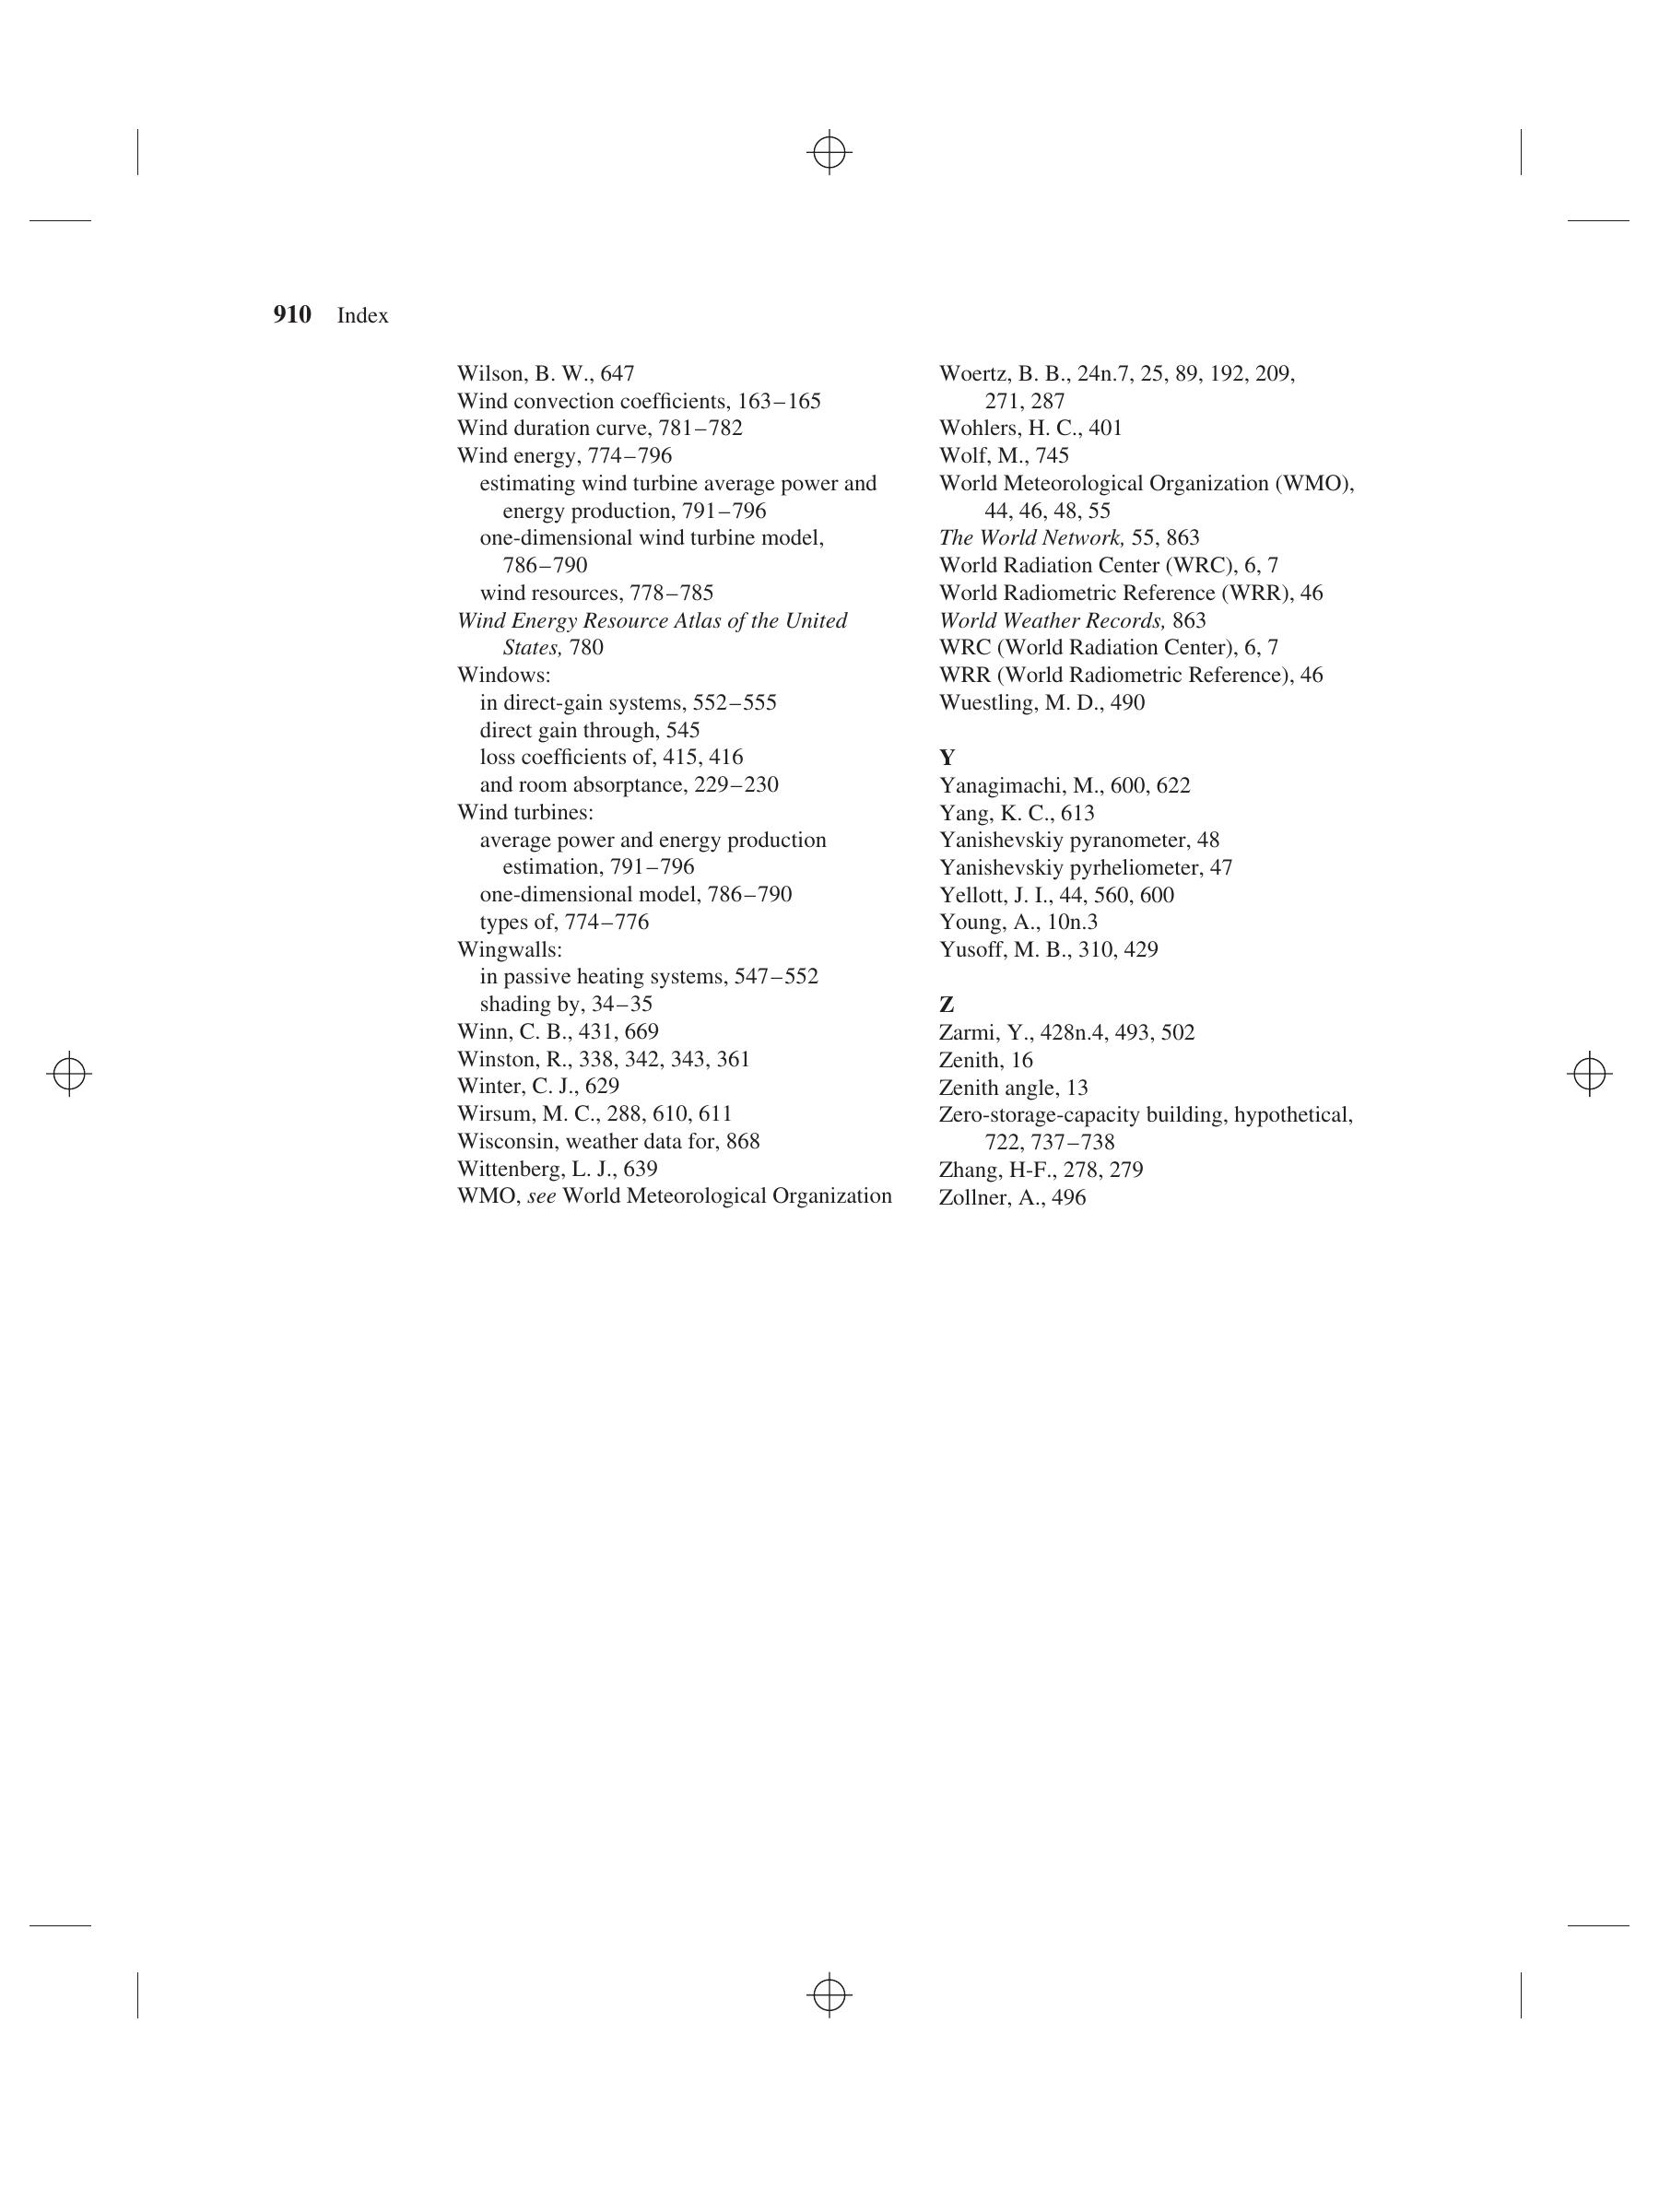 910 Index
Wilson, B. W., 647
Wind convection coefficients, 163–165
Wind duration curve, 781–782
Wind energy, 774–796
estimating wind turbine average power and
energy production, 791–796
one-dimensional wind turbine model,
786–790
wind resources, 778–785
Wind Energy Resource Atlas of the United
States, 780
Windows:
in direct-gain systems, 552–555
direct gain through, 545
loss coefficients of, 415, 416
and room absorptance, 229–230
Wind turbines:
average power and energy production
estimation, 791–796
one-dimensional model, 786–790
types of, 774–776
Wingwalls:
in passive heating systems, 547–552
shading by, 34–35
Winn, C. B., 431, 669
Winston, R., 338, 342, 343, 361
Winter, C. J., 629
Wirsum, M. C., 288, 610, 611
Wisconsin, weather data for, 868
Wittenberg, L. J., 639
WMO, see World Meteorological Organization
Woertz, B. B., 24n.7, 25, 89, 192, 209,
271, 287
Wohlers, H. C., 401
Wolf, M., 745
World Meteorological Organization (WMO),
44, 46, 48, 55
The World Network, 55, 863
World Radiation Center (WRC), 6, 7
World Radiometric Reference (WRR), 46
World Weather Records, 863
WRC (World Radiation Center), 6, 7
WRR (World Radiometric Reference), 46
Wuestling, M. D., 490
Y
Yanagimachi, M., 600, 622
Yang, K. C., 613
Yanishevskiy pyranometer, 48
Yanishevskiy pyrheliometer, 47
Yellott, J. I., 44, 560, 600
Young, A., 10n.3
Yusoff, M. B., 310, 429
Z
Zarmi, Y., 428n.4, 493, 502
Zenith, 16
Zenith angle, 13
Zero-storage-capacity building, hypothetical,
722, 737–738
Zhang, H-F., 278, 279
Zollner, A., 496